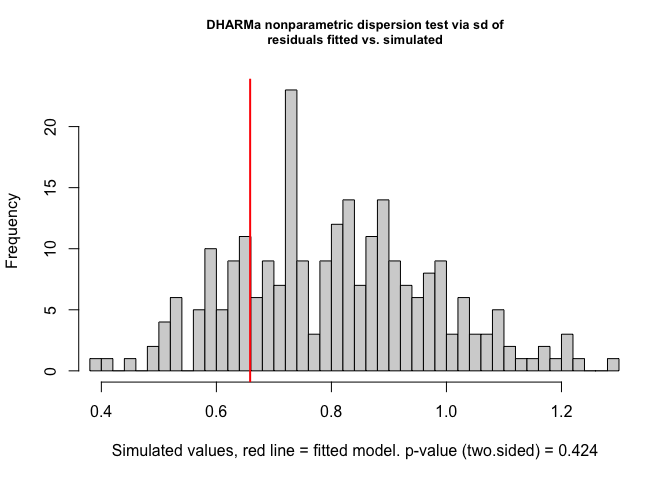 DHARMa nonparametric dispersion test via sd of
residuals fitted vs. simulated
Frequency
20
15
10
5
0
0.4 0.6 0.8 1.0 1.2
Simulated values, red line = fitted model. p-value (two.sided) = 0.424